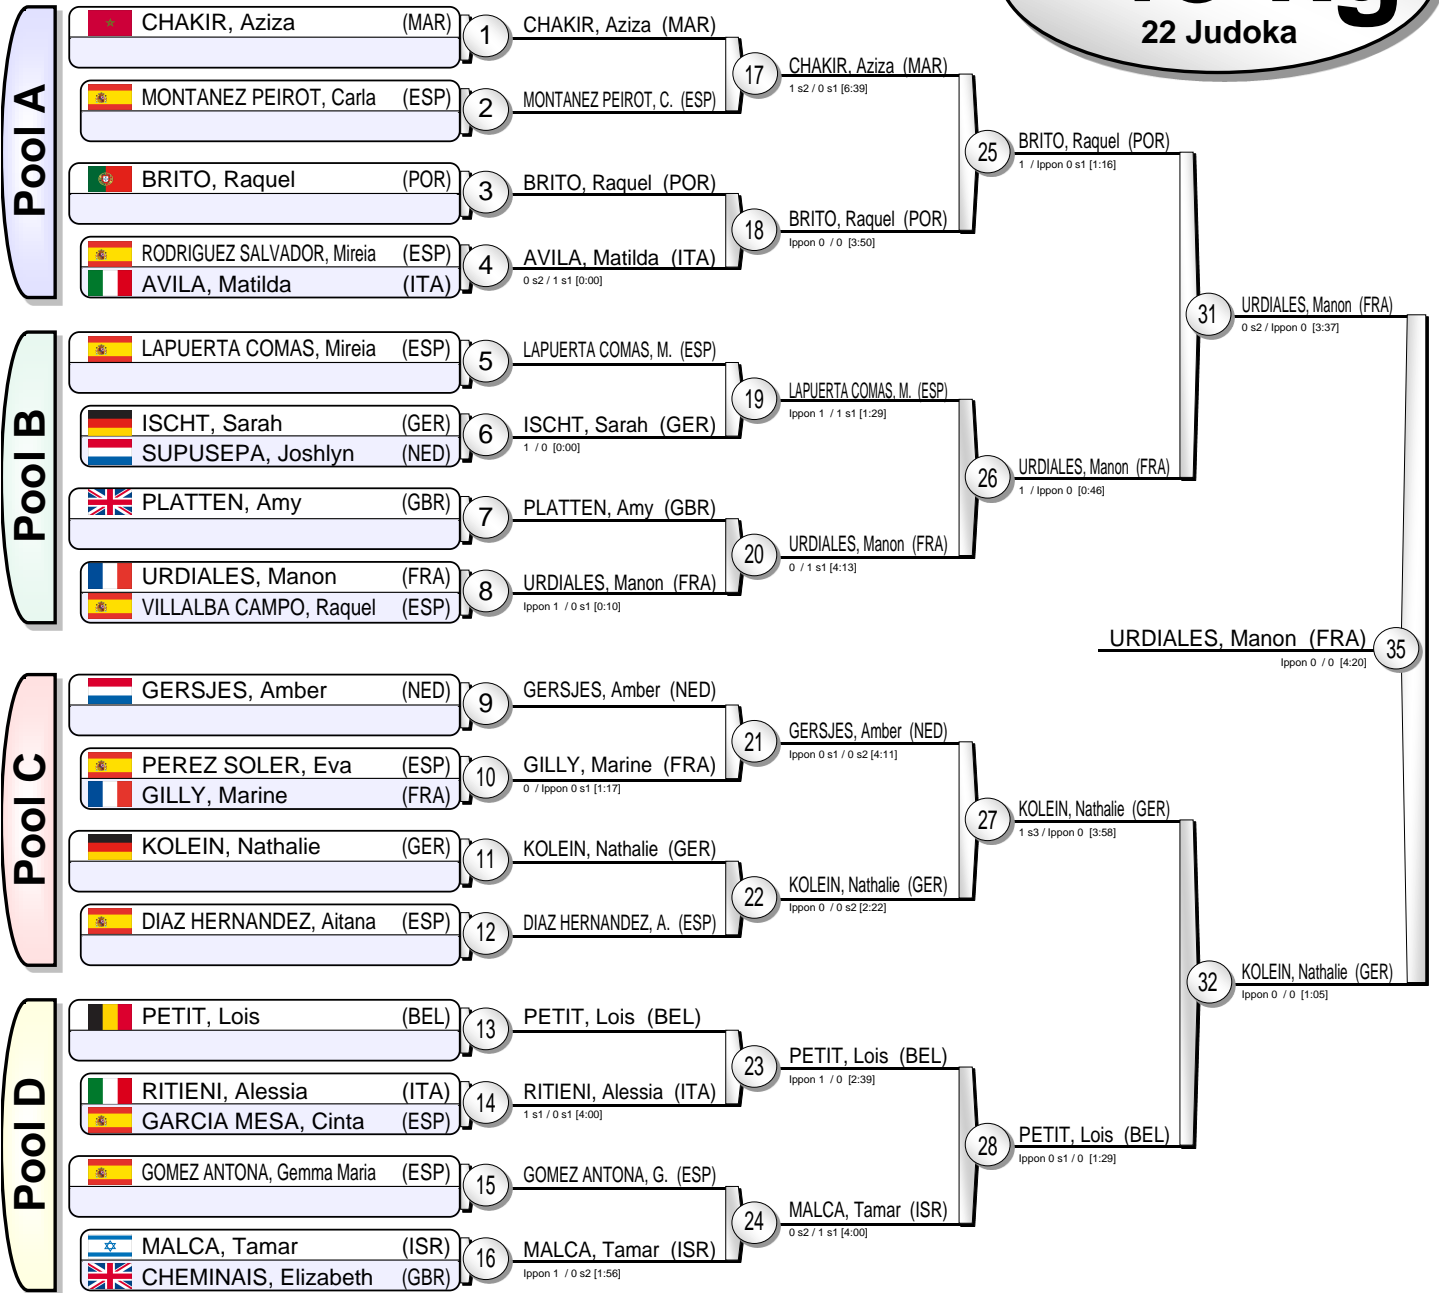 22 Judoka
Pool A
CHAKIR, Aziza (MAR)
1
MONTANEZ PEIROT, Carla (ESP)
2
BRITO, Raquel (POR)
3
RODRIGUEZ SALVADOR, Mireia (ESP)
AVILA, Matilda (ITA)
4
Pool B
LAPUERTA COMAS, Mireia (ESP)
5
ISCHT, Sarah (GER)
SUPUSEPA, Joshlyn (NED)
6
PLATTEN, Amy (GBR)
7
URDIALES, Manon (FRA)
VILLALBA CAMPO, Raquel (ESP)
8
Pool C
GERSJES, Amber (NED)
9
PEREZ SOLER, Eva (ESP)
GILLY, Marine (FRA)
10
KOLEIN, Nathalie (GER)
11
DIAZ HERNANDEZ, Aitana (ESP)
12
Pool D
PETIT, Lois (BEL)
13
RITIENI, Alessia (ITA)
GARCIA MESA, Cinta (ESP)
14
GOMEZ ANTONA, Gemma Maria (ESP)
15
MALCA, Tamar (ISR)
CHEMINAIS, Elizabeth (GBR)
16
CHAKIR, Aziza (MAR)
MONTANEZ PEIROT, C. (ESP)
17
BRITO, Raquel (POR)
AVILA, Matilda (ITA)
0 s2 / 1 s1 [0:00]
18
LAPUERTA COMAS, M. (ESP)
ISCHT, Sarah (GER)
1 / 0 [0:00]
19
PLATTEN, Amy (GBR)
URDIALES, Manon (FRA)
Ippon 1 / 0 s1 [0:10]
20
GERSJES, Amber (NED)
GILLY, Marine (FRA)
0 / Ippon 0 s1 [1:17]
21
KOLEIN, Nathalie (GER)
DIAZ HERNANDEZ, A. (ESP)
22
PETIT, Lois (BEL)
RITIENI, Alessia (ITA)
1 s1 / 0 s1 [4:00]
23
GOMEZ ANTONA, G. (ESP)
MALCA, Tamar (ISR)
Ippon 1 / 0 s2 [1:56]
24
CHAKIR, Aziza (MAR)
1 s2 / 0 s1 [6:39]
BRITO, Raquel (POR)
Ippon 0 / 0 [3:50]
25
LAPUERTA COMAS, M. (ESP)
Ippon 1 / 1 s1 [1:29]
URDIALES, Manon (FRA)
0 / 1 s1 [4:13]
26
GERSJES, Amber (NED)
Ippon 0 s1 / 0 s2 [4:11]
KOLEIN, Nathalie (GER)
Ippon 0 / 0 s2 [2:22]
27
PETIT, Lois (BEL)
Ippon 1 / 0 [2:39]
MALCA, Tamar (ISR)
0 s2 / 1 s1 [4:00]
28
BRITO, Raquel (POR)
1 / Ippon 0 s1 [1:16]
URDIALES, Manon (FRA)
1 / Ippon 0 [0:46]
31
KOLEIN, Nathalie (GER)
1 s3 / Ippon 0 [3:58]
PETIT, Lois (BEL)
Ippon 0 s1 / 0 [1:29]
32
URDIALES, Manon (FRA)
0 s2 / Ippon 0 [3:37]
KOLEIN, Nathalie (GER)
Ippon 0 / 0 [1:05]
URDIALES, Manon (FRA)
Ippon 0 / 0 [4:20]
35